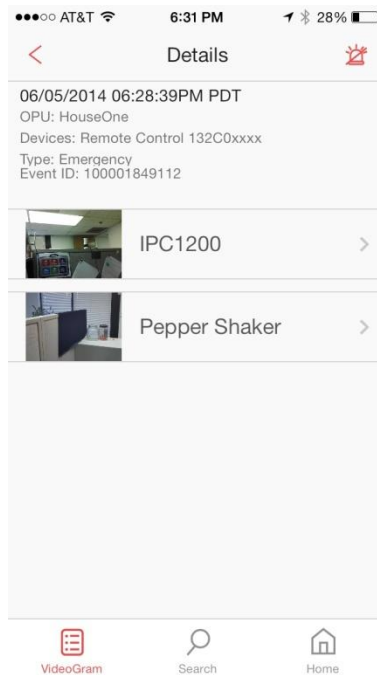 AT&T 6:31 PM 28%
Details
06/05/2014 06:28:39PM PDT
OPU: HouseOne
Devices: Remote Control 132C0xxxx
Type: Emergency
Event ID: 100001849112
IPC1200
Pepper Shaker
VideoGram Search Home